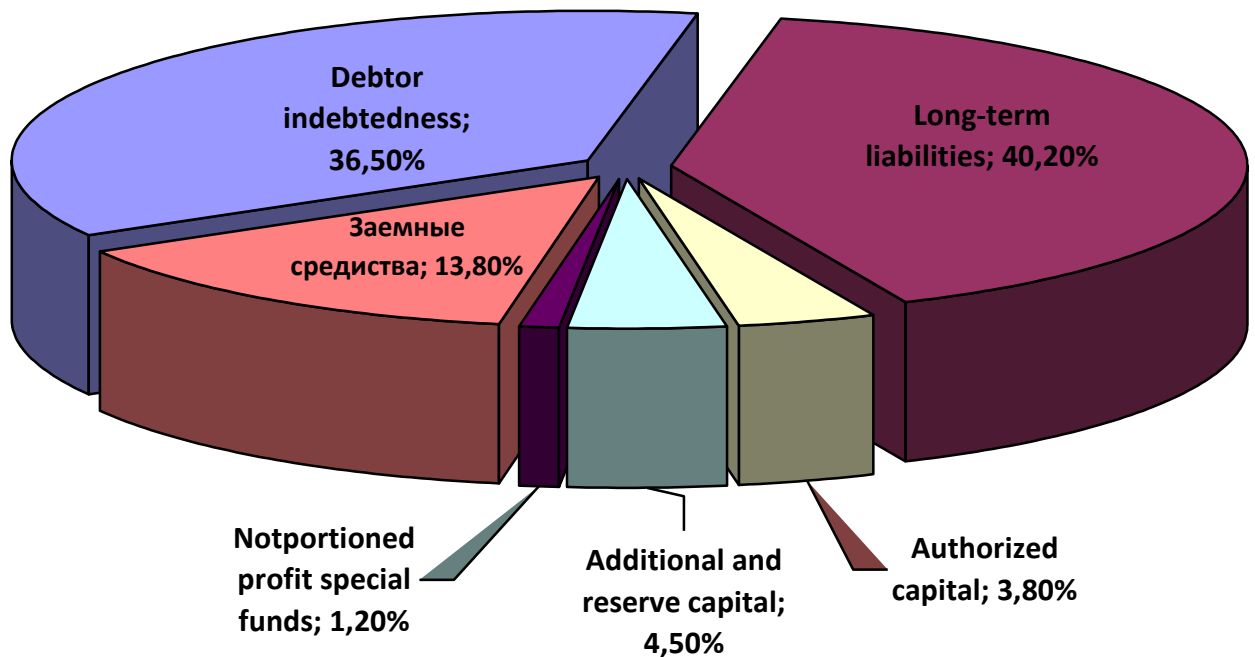 Debtor
indebtedness;
36,50%
Long-term
liabilities; 40,20%
Заемные
средиства; 13,80%
Notportioned
profit special
funds; 1,20%
Additional and
reserve capital;
4,50%
Authorized
capital; 3,80%